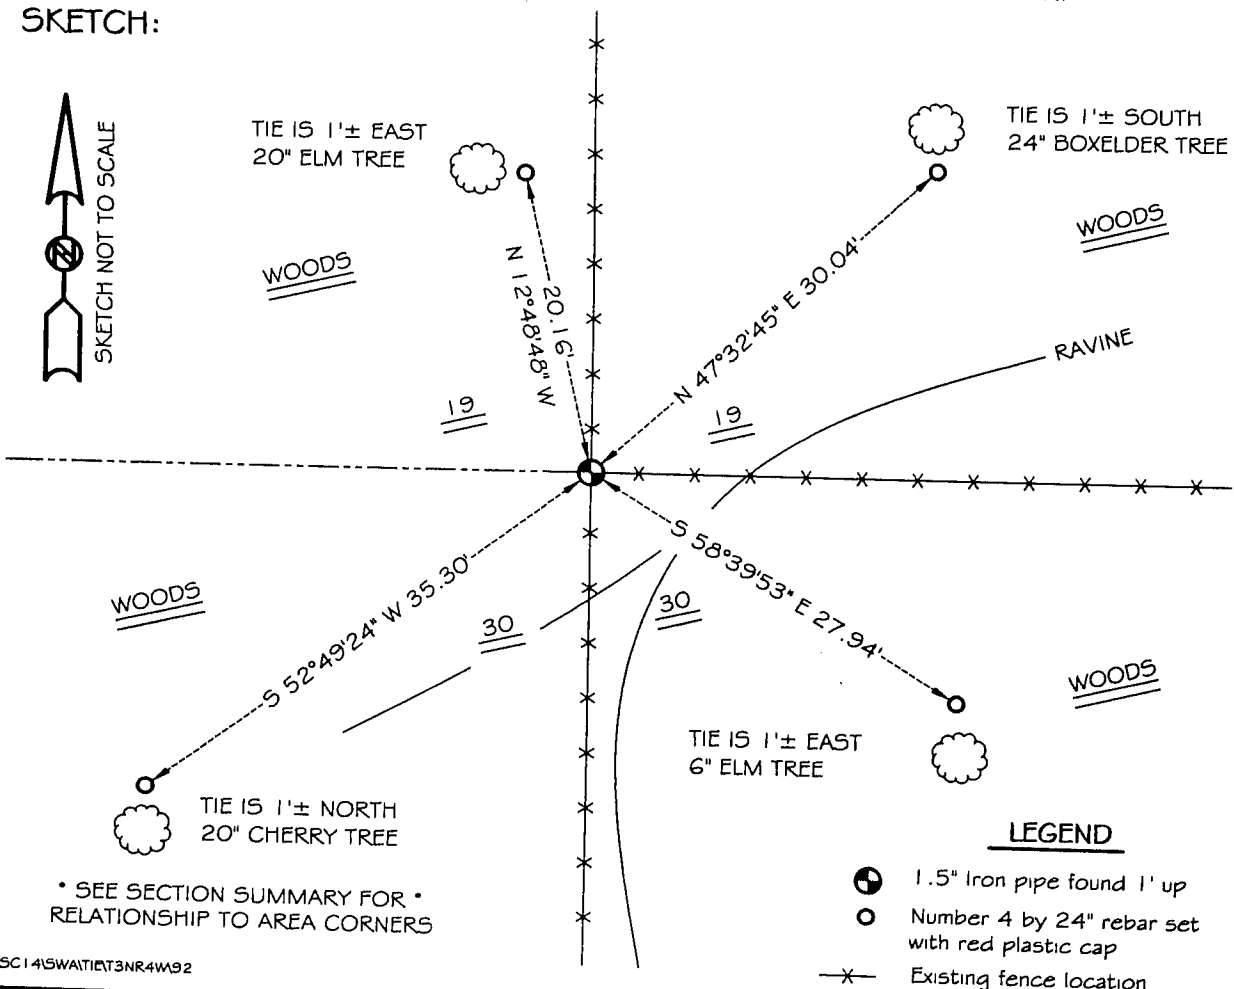 SKETCH:
SKETCH NOT TO SCALE
N
TIE IS 1'± EAST
20" ELM TREE
TIE IS 1'± SOUTH
24" BOXELDER TREE
WOODS
WOODS
N 12°48'48" W
20.16'
N 47°32'45" E 30.04'
RAVINE
19
19
S 58°39'53" E 27.94'
S 52°49'24" W 35.30'
WOODS
30
30
WOODS
TIE IS 1'± EAST
6" ELM TREE
TIE IS 1'± NORTH
20" CHERRY TREE
• SEE SECTION SUMMARY FOR •
RELATIONSHIP TO AREA CORNERS
LEGEND
1.5" Iron pipe found 1' up
Number 4 by 24" rebar set
with red plastic cap
Existing fence location
SC14\SWA\TIE\T3NR4W\92